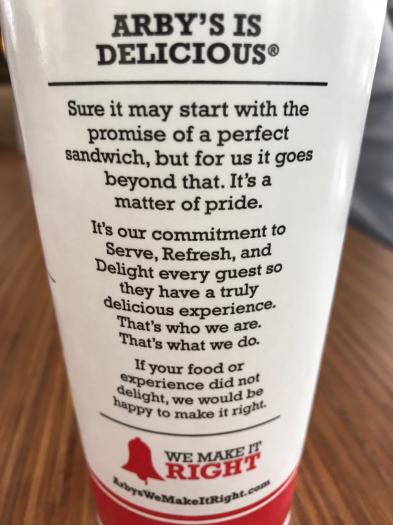 ARBY'S IS
DELICIOUS®
Sure it may start with the
promise of a perfect
sandwich, but for us it goes
beyond that. It's a
matter of pride.
It's our commitment to
Serve, Refresh, and
Delight every guest so
they have a truly
delicious experience.
That's who we are.
That's what we do.
If your food or
experience did not
delight, we would be
happy to make it right.
WE MAKE IT
RIGHT
ArbysWeMakeItRight.com